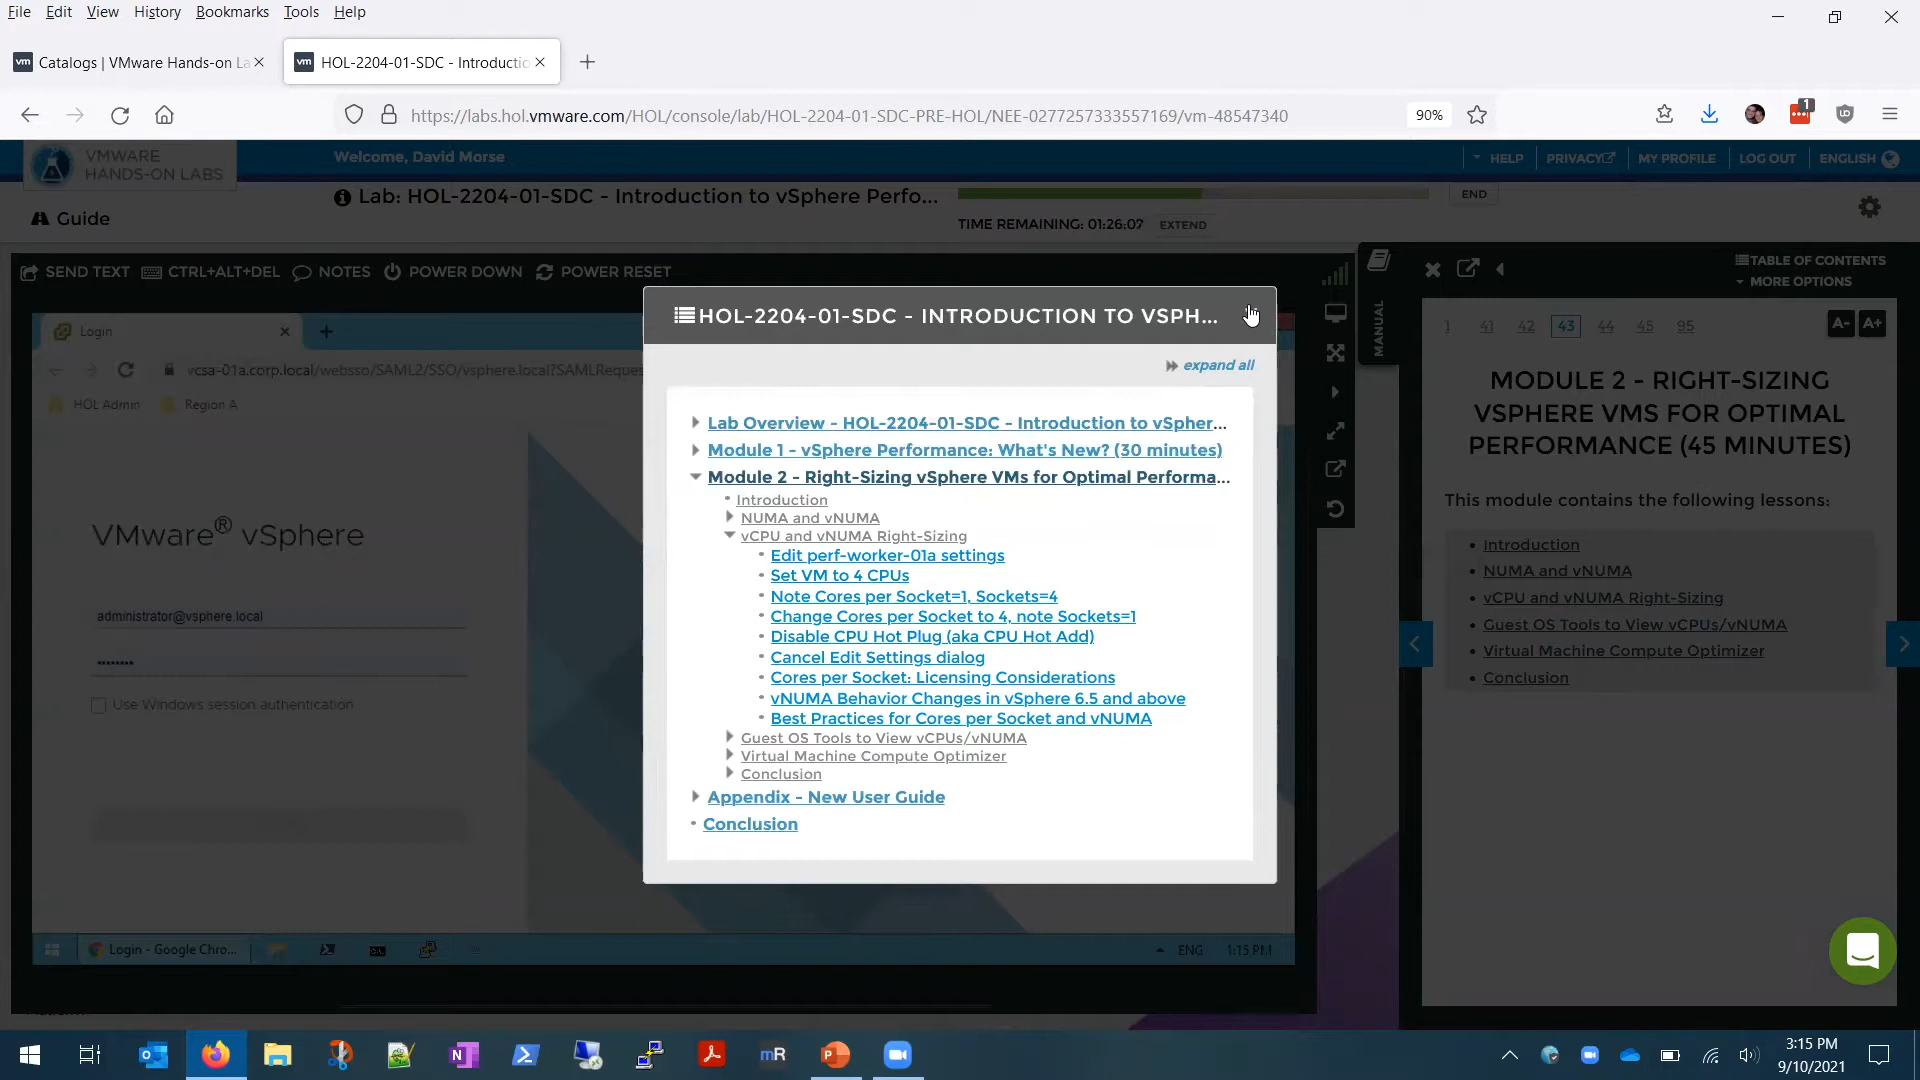 File Edit View History Bookmarks Tools Help
Catalogs | VMware Hands-on La
HOL-2204-01-SDC - Introductio
https://labs.hol.vmware.com/HOL/console/lab/HOL-2204-01-SDC-PRE-HOL/NEE-0277257333557169/vm-48547340
90%
1
VMWARE
HANDS-ON LABS
Welcome, David Morse
HELP PRIVACY MY PROFILE LOG OUT ENGLISH
Guide
Lab: HOL-2204-01-SDC - Introduction to vSphere Perfo...
END
TIME REMAINING: 01:26:07 EXTEND
SEND TEXT CTRL+ALT+DEL NOTES POWER DOWN POWER RESET
Login
vcsa-01a.corp.local/websso/SAML2/SSO/vsphere.local?SAMLReques
HOL Admin Region A
VMware® vSphere
administrator@vsphere.local
••••••••
Use Windows session authentication
Login - Google Chro...
ENG 1:15 PM
HOL-2204-01-SDC - INTRODUCTION TO VSPH...
expand all
Lab Overview - HOL-2204-01-SDC - Introduction to vSpher...
Module 1 - vSphere Performance: What's New? (30 minutes)
Module 2 - Right-Sizing vSphere VMs for Optimal Performa...
Introduction
NUMA and vNUMA
vCPU and vNUMA Right-Sizing
Edit perf-worker-01a settings
Set VM to 4 CPUs
Note Cores per Socket=1, Sockets=4
Change Cores per Socket to 4, note Sockets=1
Disable CPU Hot Plug (aka CPU Hot Add)
Cancel Edit Settings dialog
Cores per Socket: Licensing Considerations
vNUMA Behavior Changes in vSphere 6.5 and above
Best Practices for Cores per Socket and vNUMA
Guest OS Tools to View vCPUs/vNUMA
Virtual Machine Compute Optimizer
Conclusion
Appendix - New User Guide
Conclusion
MANUAL
TABLE OF CONTENTS
MORE OPTIONS
1 41 42 43 44 45 95
A- A+
MODULE 2 - RIGHT-SIZING
VSPHERE VMS FOR OPTIMAL
PERFORMANCE (45 MINUTES)
This module contains the following lessons:
Introduction
NUMA and vNUMA
vCPU and vNUMA Right-Sizing
Guest OS Tools to View vCPUs/vNUMA
Virtual Machine Compute Optimizer
Conclusion
3:15 PM
9/10/2021